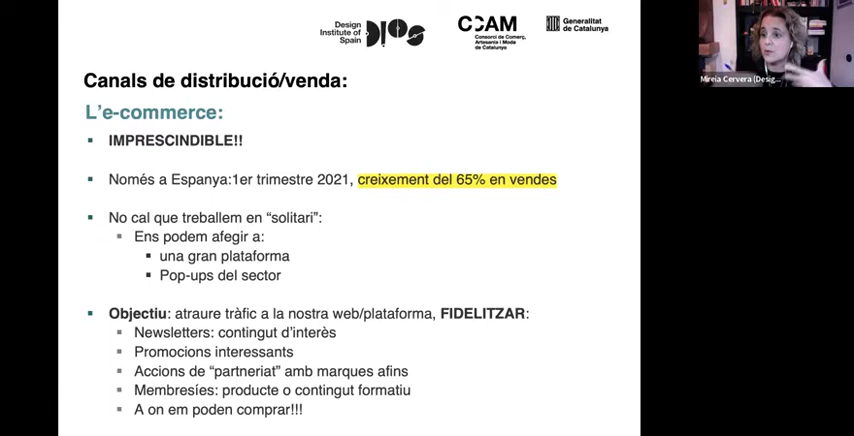 Design
Institute of
Spain
DIOS
CCAM
Consorci de Comerç,
Artesania i Moda
de Catalunya
Generalitat
de Catalunya
Mireia Cervera (Desig...
Canals de distribució/venda:
L'e-commerce:
IMPRESCINDIBLE!!
Només a Espanya:1er trimestre 2021, creixement del 65% en vendes
No cal que treballem en “solitari”:
Ens podem afegir a:
una gran plataforma
Pop-ups del sector
Objectiu: atraure tràfic a la nostra web/plataforma, FIDELITZAR:
Newsletters: contingut d'interès
Promocions interessants
Accions de “partneriat” amb marques afins
Membresíes: producte o contingut formatiu
A on em poden comprar!!!